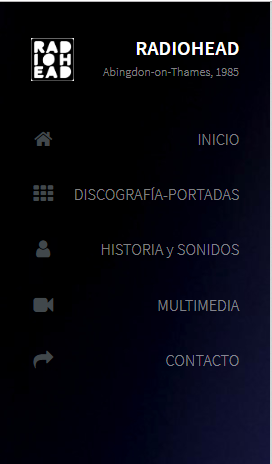 RAD
IOH
EAD
RADIOHEAD
Abingdon-on-Thames, 1985
INICIO
DISCOGRAFÍA-PORTADAS
HISTORIA y SONIDOS
MULTIMEDIA
CONTACTO